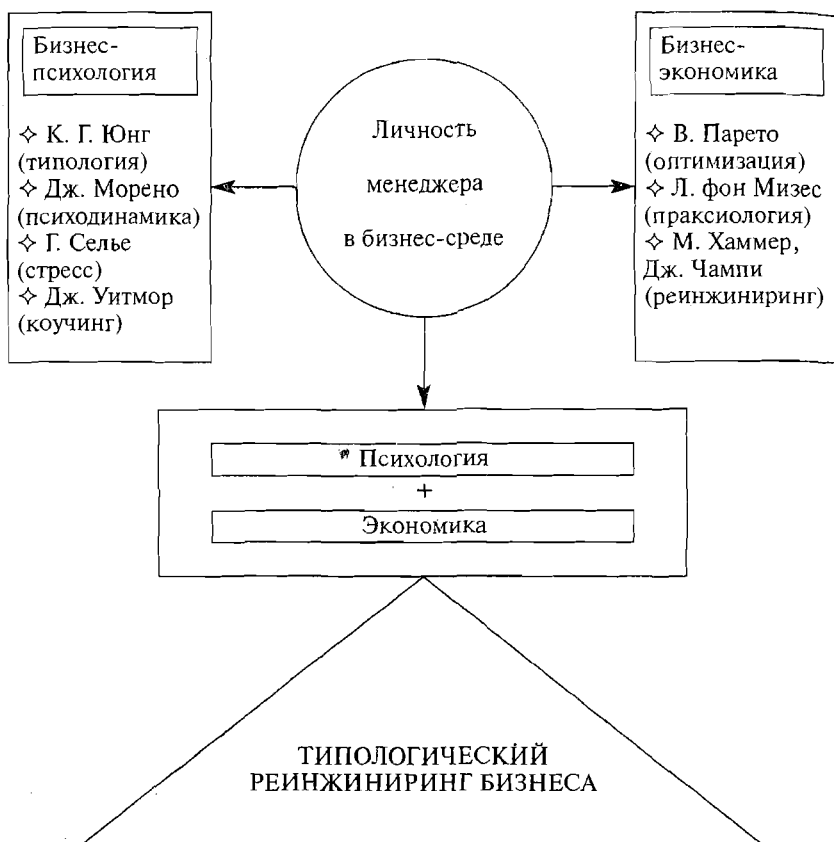 Бизнес-
психология
✧ К. Г. Юнг
(типология)
✧ Дж. Морено
(психодинамика)
✧ Г. Селье
(стресс)
✧ Дж. Уитмор
(коучинг)
Личность
менеджера
в бизнес-среде
Бизнес-
экономика
✧ В. Парето
(оптимизация)
✧ Л. фон Мизес
(праксиология)
✧ М. Хаммер,
Дж. Чампи
(реинжиниринг)
Психология
+
Экономика
ТИПОЛОГИЧЕСКИЙ
РЕИНЖИНИРИНГ БИЗНЕСА